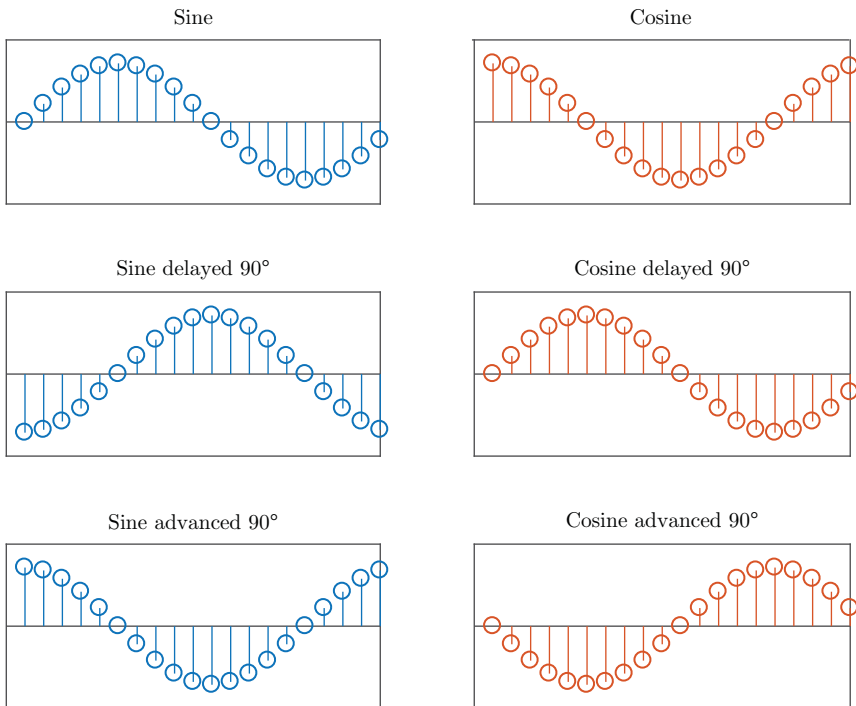 Sine
Cosine
Sine delayed 90°
Cosine delayed 90°
Sine advanced 90°
Cosine advanced 90°